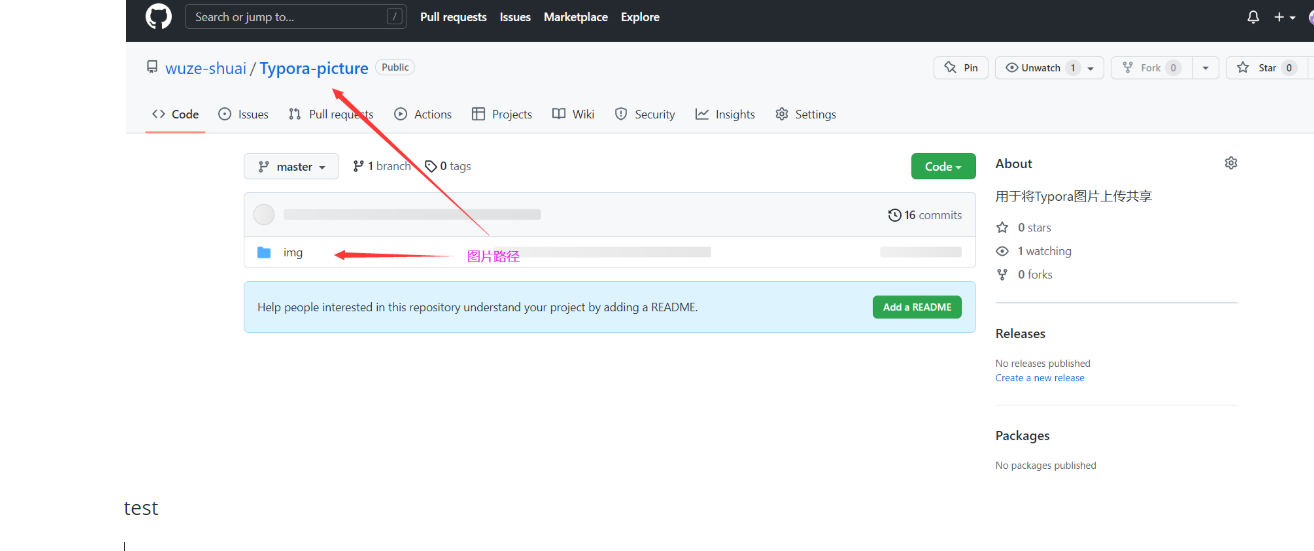 Search or jump to... /
Pull requests Issues Marketplace Explore
wuze-shuai / Typora-picture Public
Pin Unwatch 1 Fork 0 Star 0
Code Issues Pull requests Actions Projects Wiki Security Insights Settings
master 1 branch 0 tags Code
16 commits
img
图片路径
Help people interested in this repository understand your project by adding a README. Add a README
About
用于将Typora图片上传共享
0 stars
1 watching
0 forks
Releases
No releases published
Create a new release
Packages
No packages published
test